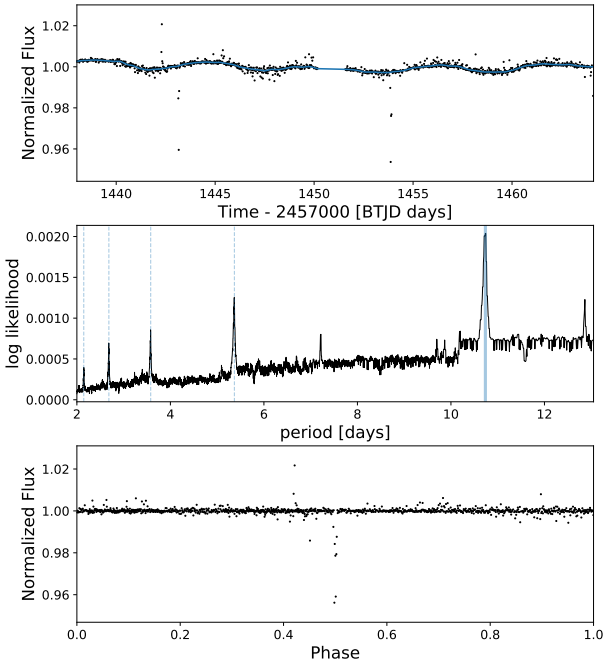 1.02
1.00
0.98
0.96
Normalized Flux
1440 1445 1450 1455 1460
Time - 2457000 [BTJD days]
0.0020
0.0015
0.0010
0.0005
0.0000
log likelihood
2 4 6 8 10 12
period [days]
1.02
1.00
0.98
0.96
Normalized Flux
0.0 0.2 0.4 0.6 0.8 1.0
Phase